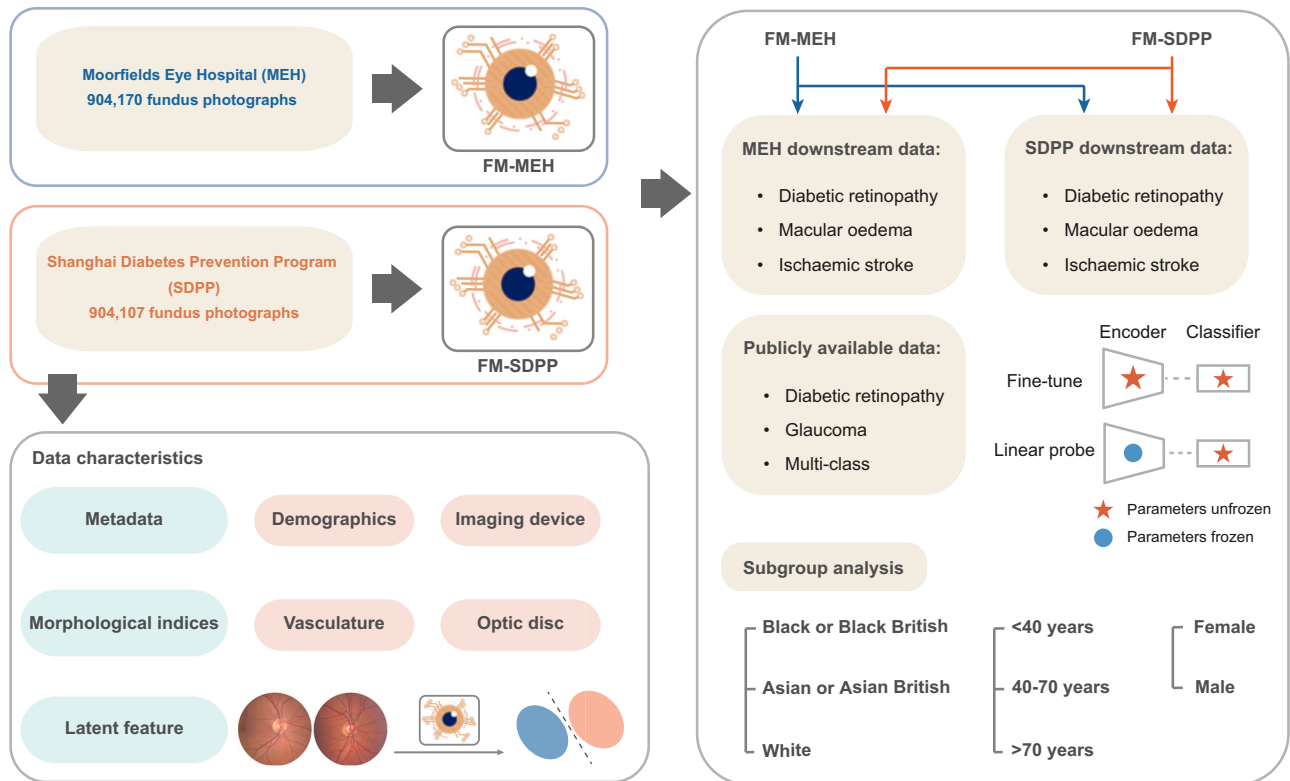 Moorfields Eye Hospital (MEH)
904,170 fundus photographs
FM-MEH
Shanghai Diabetes Prevention Program
(SDPP)
904,107 fundus photographs
FM-SDPP
Data characteristics
Metadata
Demographics
Imaging device
Morphological indices
Vasculature
Optic disc
Latent feature
FM-MEH
FM-SDPP
MEH downstream data:
• Diabetic retinopathy
• Macular oedema
• Ischaemic stroke
SDPP downstream data:
• Diabetic retinopathy
• Macular oedema
• Ischaemic stroke
Publicly available data:
• Diabetic retinopathy
• Glaucoma
• Multi-class
Encoder
Classifier
Fine-tune
Linear probe
Parameters unfrozen
Parameters frozen
Subgroup analysis
Black or Black British
Asian or Asian British
White
<40 years
40-70 years
>70 years
Female
Male